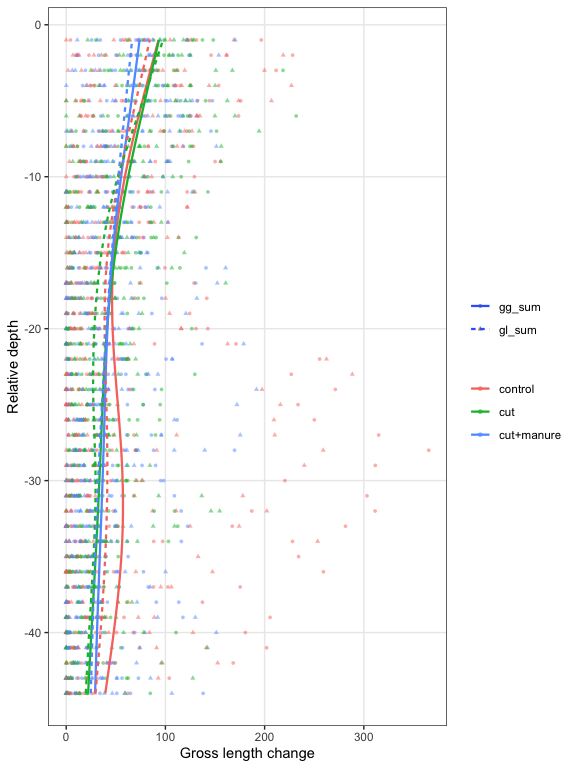 0
-10
-20
-30
-40
Relative depth
0 100 200 300
Gross length change
gg_sum
gl_sum
control
cut
cut+manure